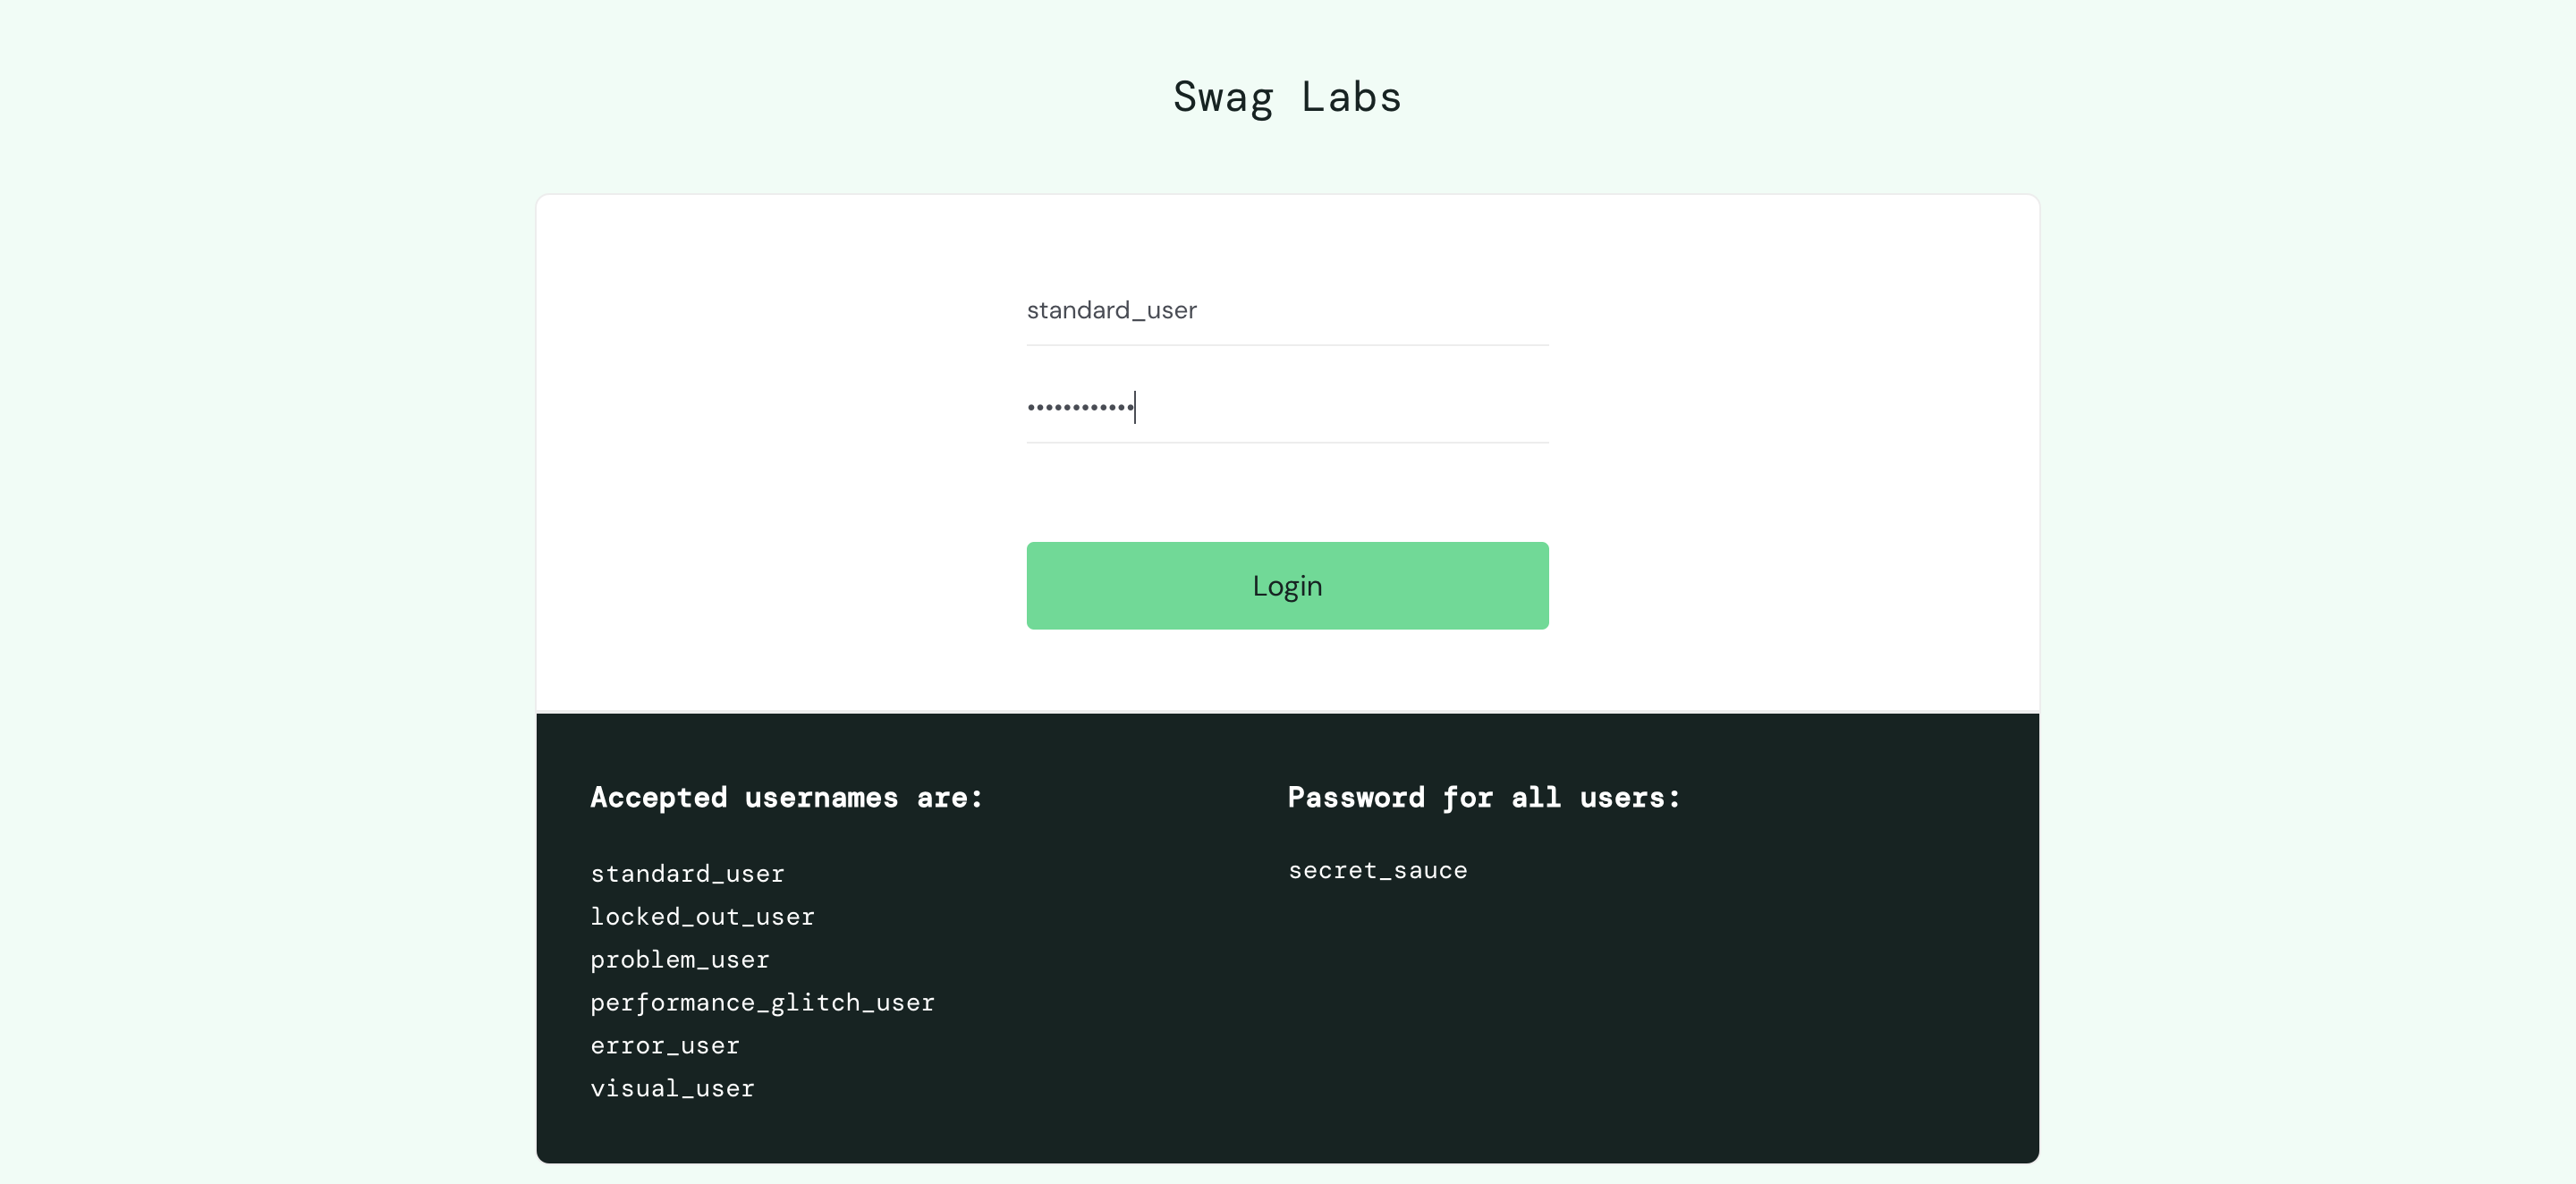 Swag Labs
standard_user
••••••••••••
Login
Accepted usernames are:
standard_user
locked_out_user
problem_user
performance_glitch_user
error_user
visual_user
Password for all users:
secret_sauce